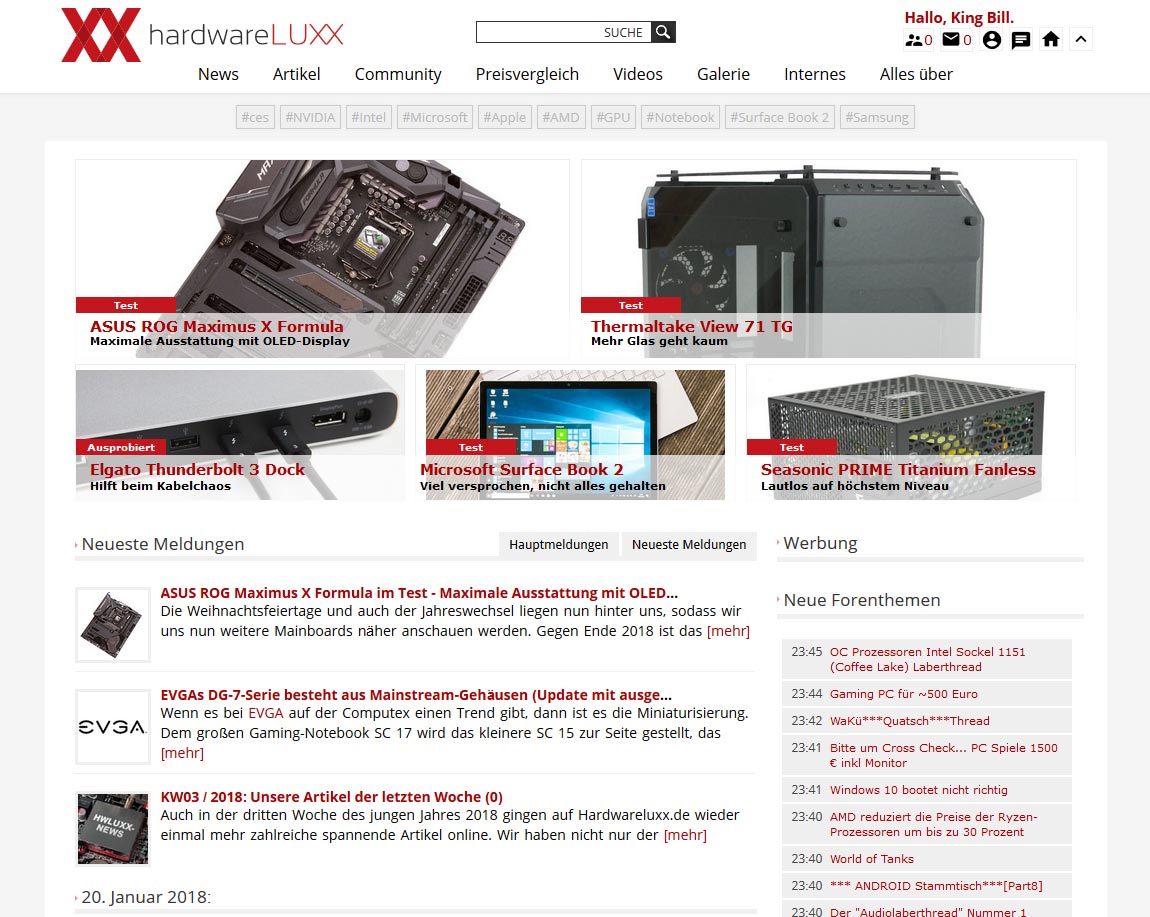 hardwareLUXX
SUCHE
Hallo, King Bill.
0 0
News Artikel Community Preisvergleich Videos Galerie Internes Alles über
#ces #NVIDIA #Intel #Microsoft #Apple #AMD #GPU #Notebook #Surface Book 2 #Samsung
Test
ASUS ROG Maximus X Formula
Maximale Ausstattung mit OLED-Display
Test
Thermaltake View 71 TG
Mehr Glas geht kaum
Ausprobiert
Elgato Thunderbolt 3 Dock
Hilft beim Kabelchaos
Test
Microsoft Surface Book 2
Viel versprochen, nicht alles gehalten
Test
Seasonic PRIME Titanium Fanless
Lautlos auf höchstem Niveau
Neueste Meldungen
Hauptmeldungen Neueste Meldungen
ASUS ROG Maximus X Formula im Test - Maximale Ausstattung mit OLED...
Die Weihnachtsfeiertage und auch der Jahreswechsel liegen nun hinter uns, sodass wir
uns nun weitere Mainboards näher anschauen werden. Gegen Ende 2018 ist das [mehr]
EVGA
EVGAs DG-7-Serie besteht aus Mainstream-Gehäusen (Update mit ausge...
Wenn es bei EVGA auf der Computex einen Trend gibt, dann ist es die Miniaturisierung.
Dem großen Gaming-Notebook SC 17 wird das kleinere SC 15 zur Seite gestellt, das
[mehr]
HWLUXX-
NEWS
KW03 / 2018: Unsere Artikel der letzten Woche (0)
Auch in der dritten Woche des jungen Jahres 2018 gingen auf Hardwareluxx.de wieder
einmal mehr zahlreiche spannende Artikel online. Wir haben nicht nur der [mehr]
20. Januar 2018:
Werbung
Neue Forenthemen
23:45 OC Prozessoren Intel Sockel 1151
(Coffee Lake) Laberthread
23:44 Gaming PC für ~500 Euro
23:42 WaKü***Quatsch***Thread
23:41 Bitte um Cross Check... PC Spiele 1500
€ inkl Monitor
23:41 Windows 10 bootet nicht richtig
23:40 AMD reduziert die Preise der Ryzen-
Prozessoren um bis zu 30 Prozent
23:40 World of Tanks
23:40 *** ANDROID Stammtisch***[Part8]
23:40 Der "Audiolaberthread" Nummer 1